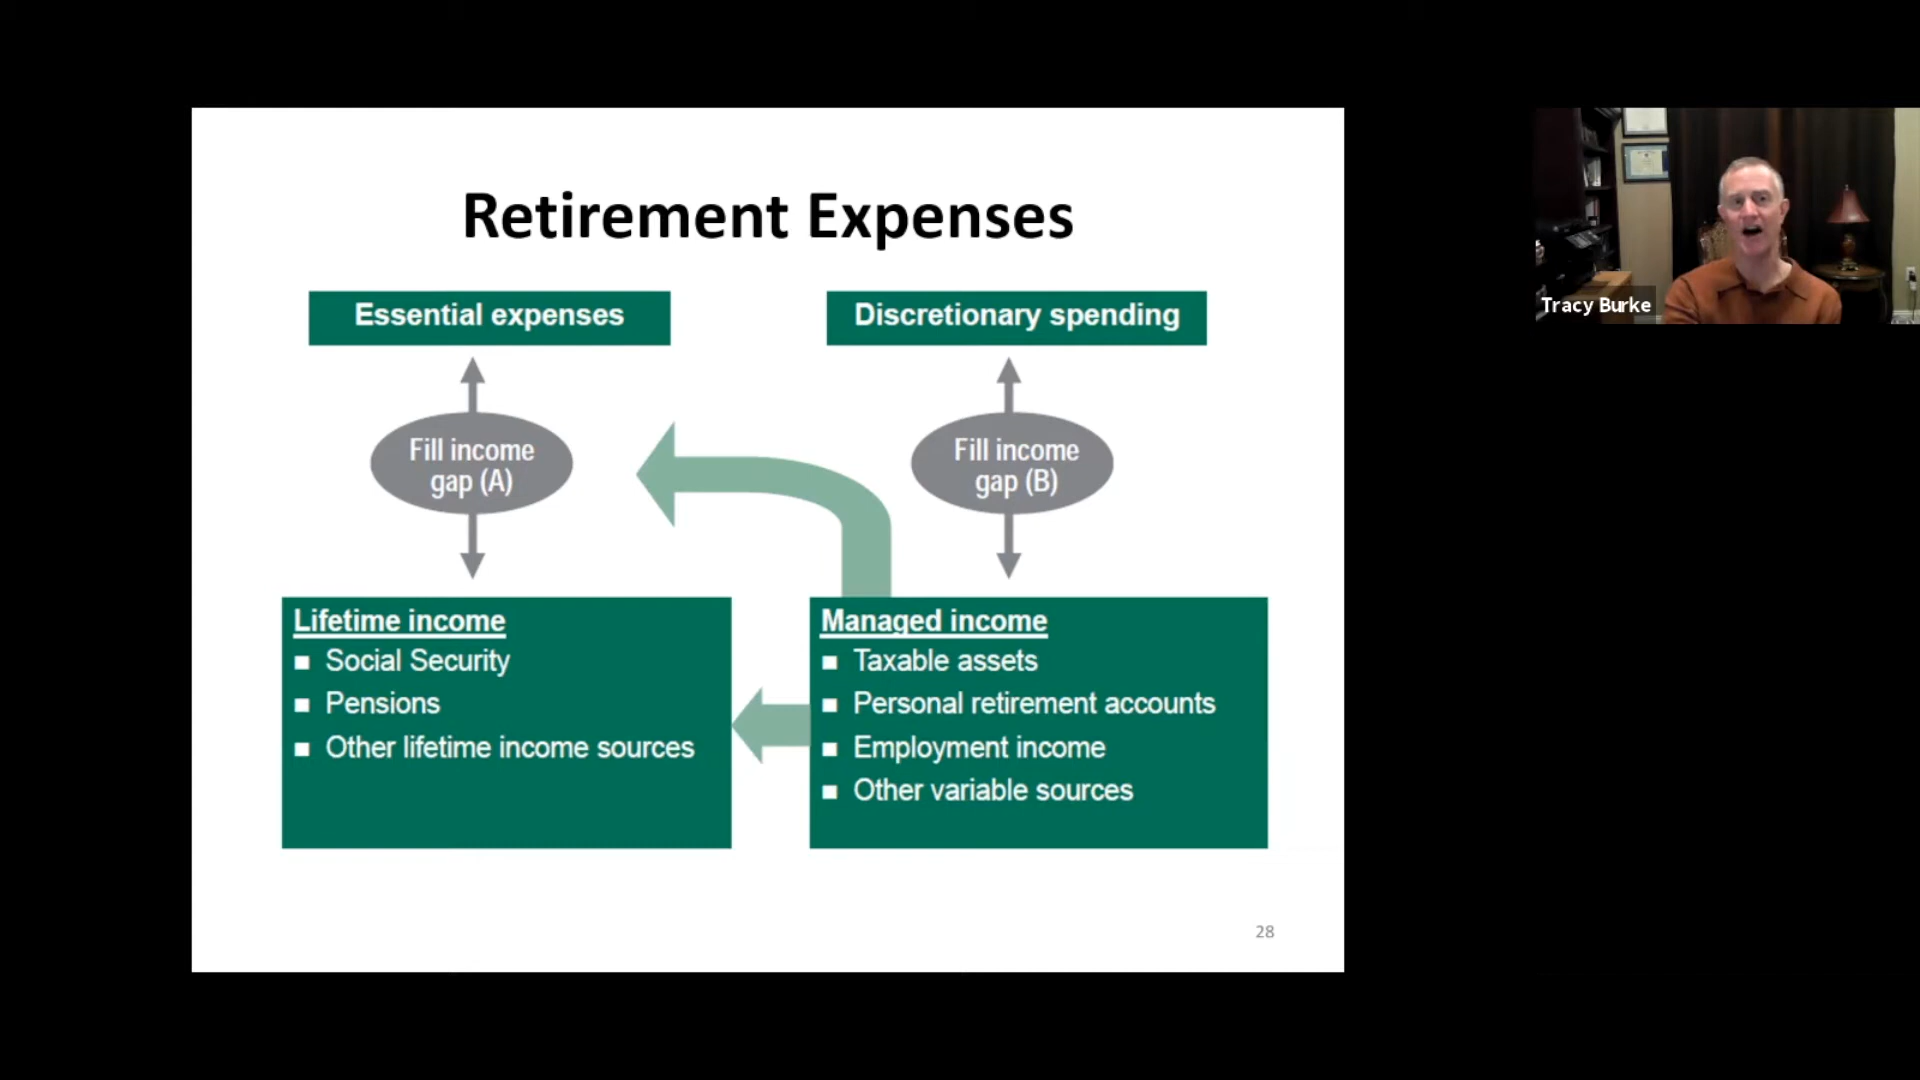 Retirement Expenses
Essential expenses
Discretionary spending
Fill income
gap (A)
Fill income
gap (B)
Lifetime income
Social Security
Pensions
Other lifetime income sources
Managed income
Taxable assets
Personal retirement accounts
Employment income
Other variable sources
28
Tracy Burke